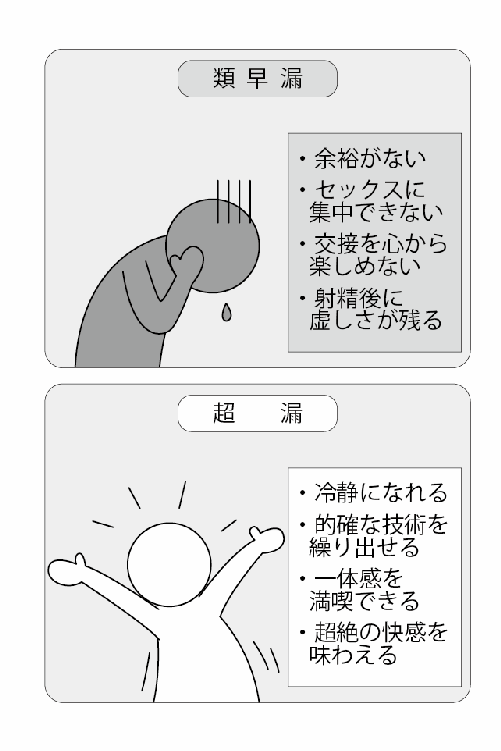 類早漏
・余裕がない
・セックスに
集中できない
・交接を心から
楽しめない
・射精後に
虚しさが残る
超漏
・冷静になれる
・的確な技術を
繰り出せる
・一体感を
満喫できる
・超絶の快感を
味わえる